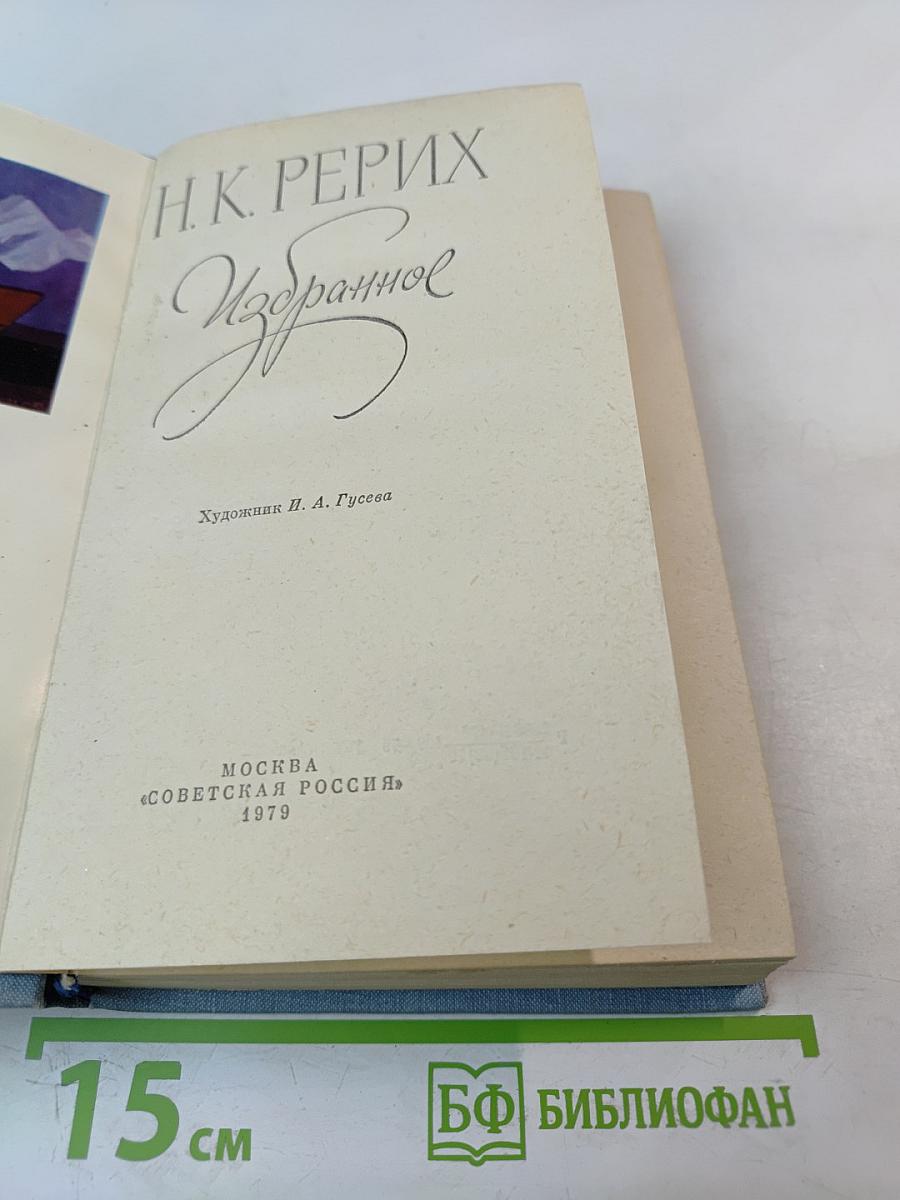 Н. К. РЕРИХ
Избранное
Художник И. А. Гусева
МОСКВА
«СОВЕТСКАЯ РОССИЯ»
1979
15 см
БФ БИБЛИОФАН